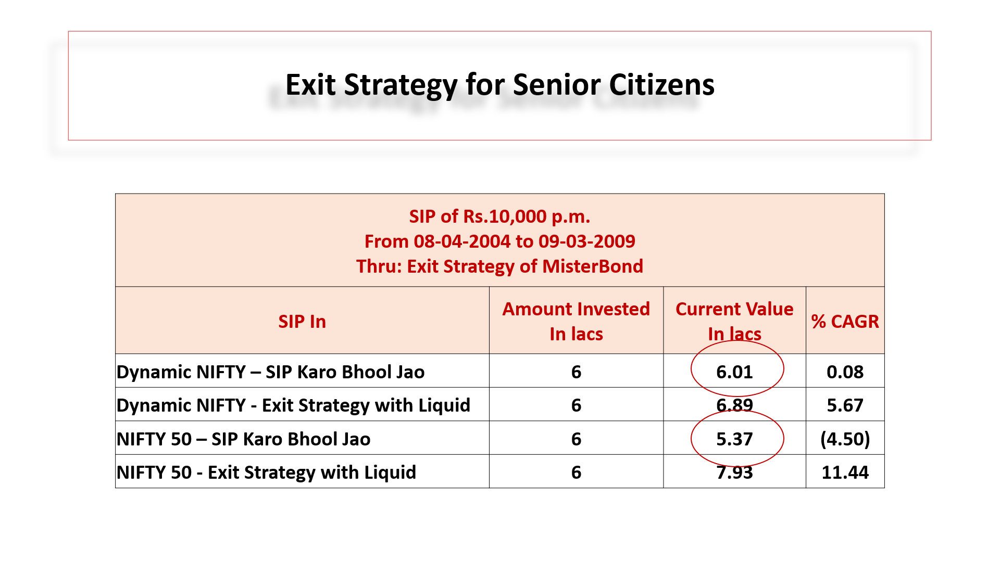 Exit Strategy for Senior Citizens
SIP of Rs.10,000 p.m.
From 08-04-2004 to 09-03-2009
Thru: Exit Strategy of MisterBond
SIP In
Amount Invested
In lacs
Current Value
In lacs
% CAGR
Dynamic NIFTY – SIP Karo Bhool Jao 6 6.01 0.08
Dynamic NIFTY - Exit Strategy with Liquid 6 6.89 5.67
NIFTY 50 – SIP Karo Bhool Jao 6 5.37 (4.50)
NIFTY 50 - Exit Strategy with Liquid 6 7.93 11.44